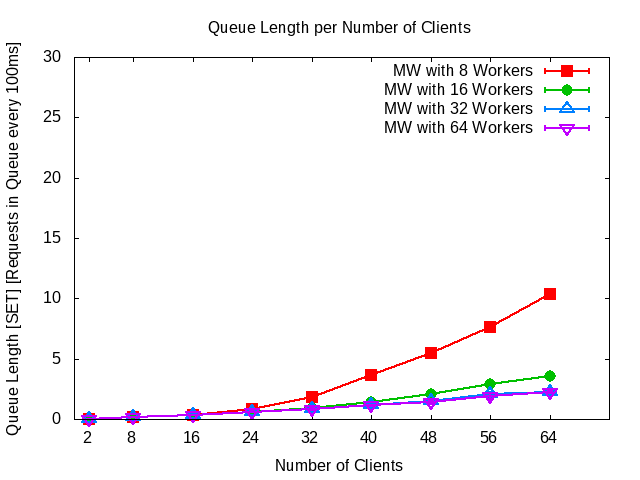 Queue Length per Number of Clients
Queue Length [SET] [Requests in Queue every 100ms]
30
25
20
15
10
5
0
MW with 8 Workers
MW with 16 Workers
MW with 32 Workers
MW with 64 Workers
2 8 16 24 32 40 48 56 64
Number of Clients